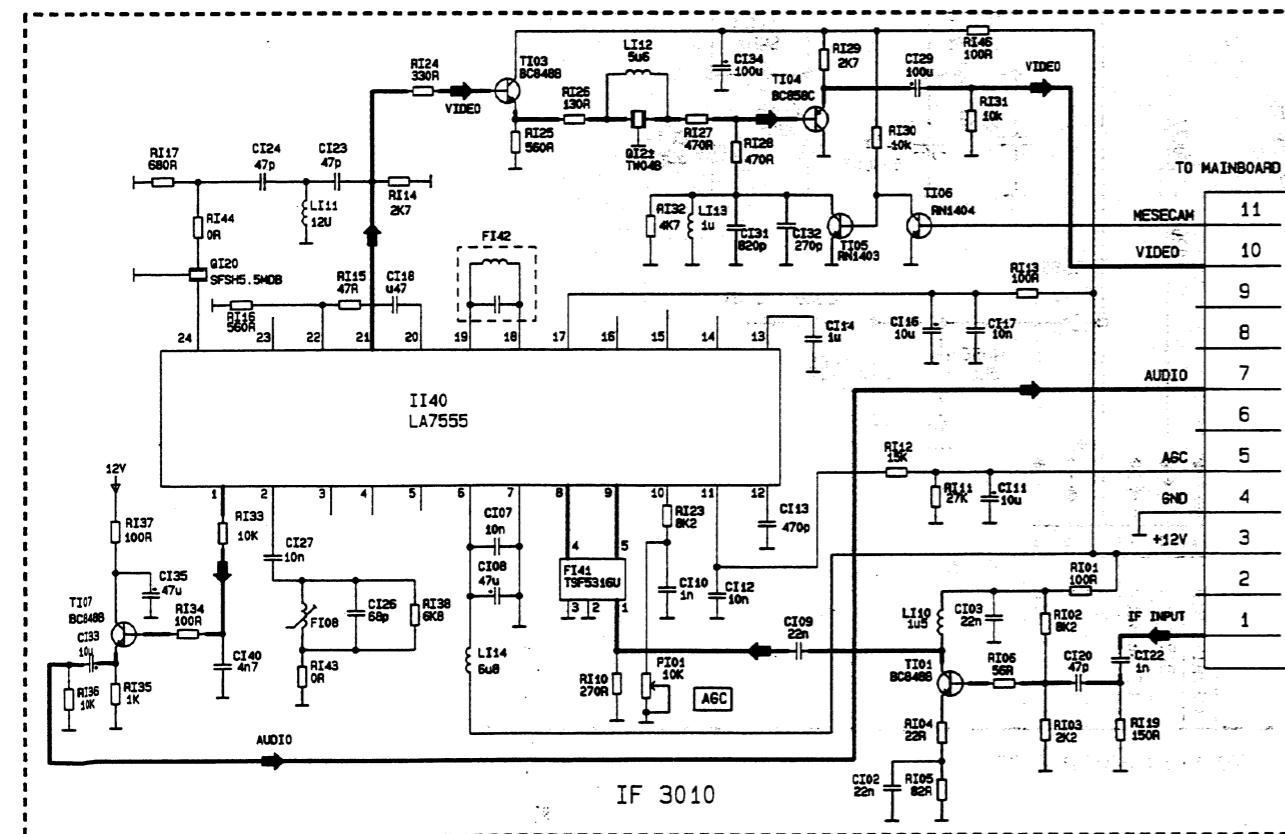 RI24
330R
VIDEO
TI03
BC848B
RI25
560R
RI26
130R
LI12
5u6
QI21
TW04B
RI27
470R
RI28
470R
CI34
100u
TI04
BC858C
RI29
2K7
CI29
100u
RI46
100R
VIDEO
RI31
10k
RI30
10k
TO MAINBOARD
RI17
680R
CI24
47p
CI23
47p
LI11
12U
RI14
2K7
RI44
0R
QI20
SFSH5.5MDB
RI16
560R
RI15
47R
CI18
u47
FI42
RI32
4K7
LI13
1u
CI31
820p
CI32
270p
TI05
RN1403
TI06
RN1404
RI13
100R
CI16
10u
CI17
10n
CI14
1u
MESECAM
11
VIDEO
10
9
8
AUDIO
7
6
AGC
5
GND
4
+12V
3
2
IF INPUT
1
24
23
22
21
20
19
18
17
16
15
14
13
II40
LA7555
1
2
3
4
5
6
7
8
9
10
11
12
12V
RI37
100R
CI35
47u
TI07
BC848B
CI33
10u
RI36
10K
RI35
1K
RI34
100R
RI33
10K
CI40
4n7
CI27
10n
FI08
CI26
68p
RI38
6K8
RI43
0R
CI07
10n
CI08
47u
LI14
6u8
4
5
FI41
TSF5316U
3
2
1
RI10
270R
RI23
8K2
CI10
1n
PI01
10K
AGC
CI12
10n
CI13
470p
RI12
15K
RI11
27K
CI11
10u
CI09
22n
LI10
1u5
CI03
22n
RI01
100R
RI02
8K2
TI01
BC848B
RI06
56R
CI20
47p
CI22
1n
RI04
22R
RI03
2K2
RI19
150R
CI02
22n
RI05
82R
AUDIO
IF 3010